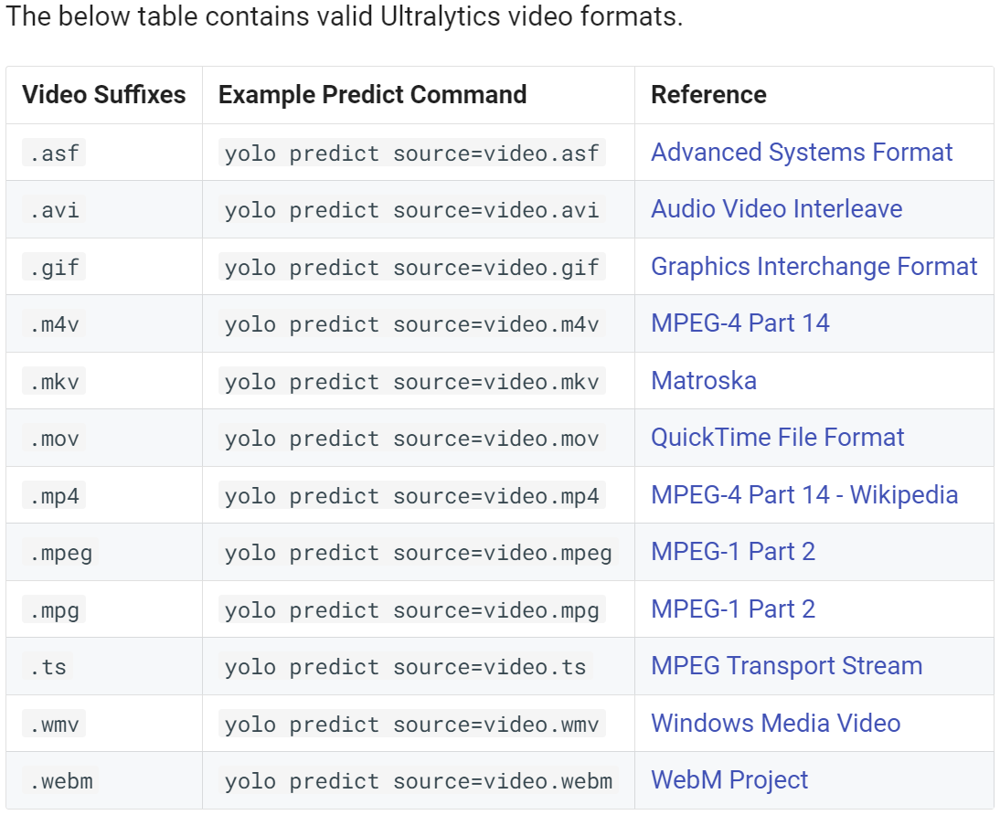 The below table contains valid Ultralytics video formats.
Video Suffixes Example Predict Command Reference
.asf yolo predict source=video.asf Advanced Systems Format
.avi yolo predict source=video.avi Audio Video Interleave
.gif yolo predict source=video.gif Graphics Interchange Format
.m4v yolo predict source=video.m4v MPEG-4 Part 14
.mkv yolo predict source=video.mkv Matroska
.mov yolo predict source=video.mov QuickTime File Format
.mp4 yolo predict source=video.mp4 MPEG-4 Part 14 - Wikipedia
.mpeg yolo predict source=video.mpeg MPEG-1 Part 2
.mpg yolo predict source=video.mpg MPEG-1 Part 2
.ts yolo predict source=video.ts MPEG Transport Stream
.wmv yolo predict source=video.wmv Windows Media Video
.webm yolo predict source=video.webm WebM Project